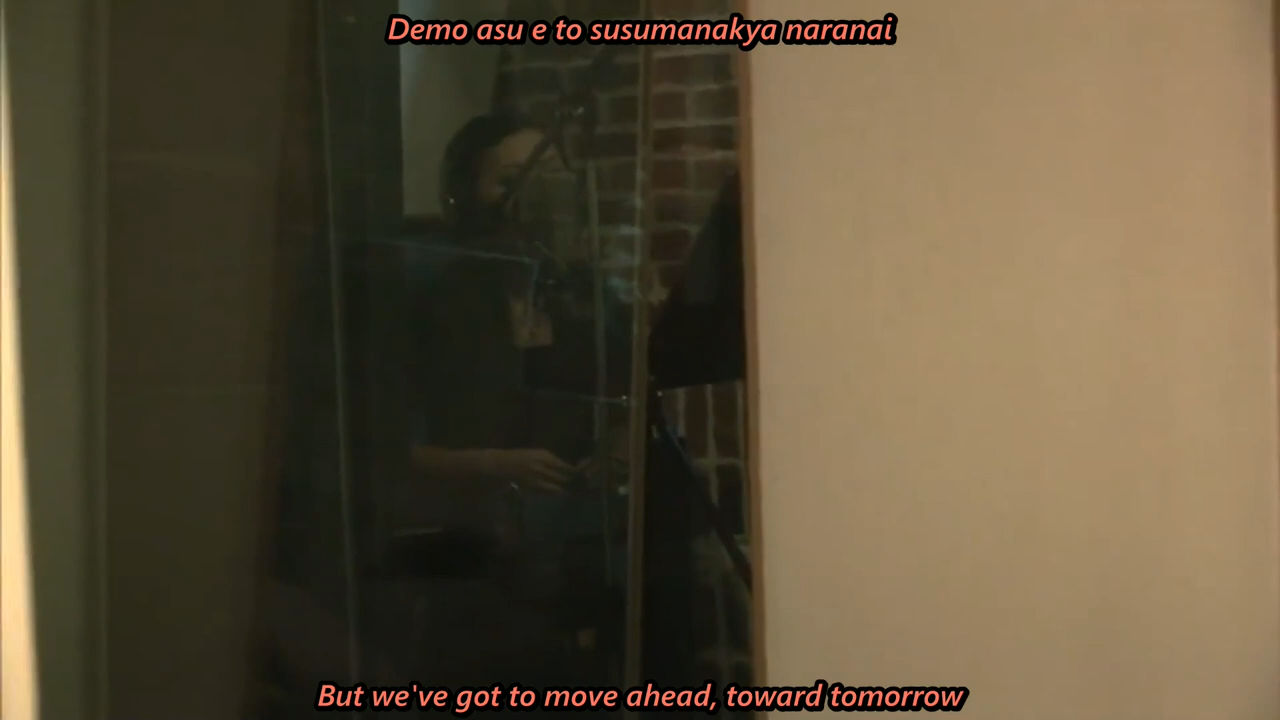 Demo asu e to susumanakya naranai
But we've got to move ahead, toward tomorrow